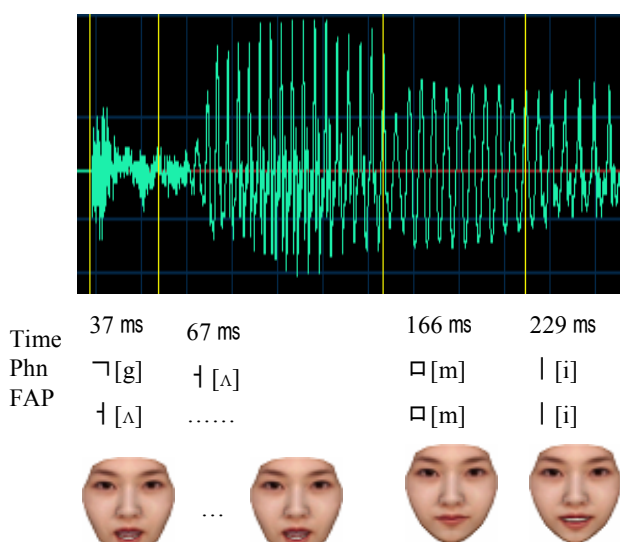 Time 37 ms 67 ms 166 ms 229 ms
Phn ㄱ[g] ㅓ[ʌ] ㅁ[m] ㅣ[i]
FAP ㅓ[ʌ] …… ㅁ[m] ㅣ[i]
...